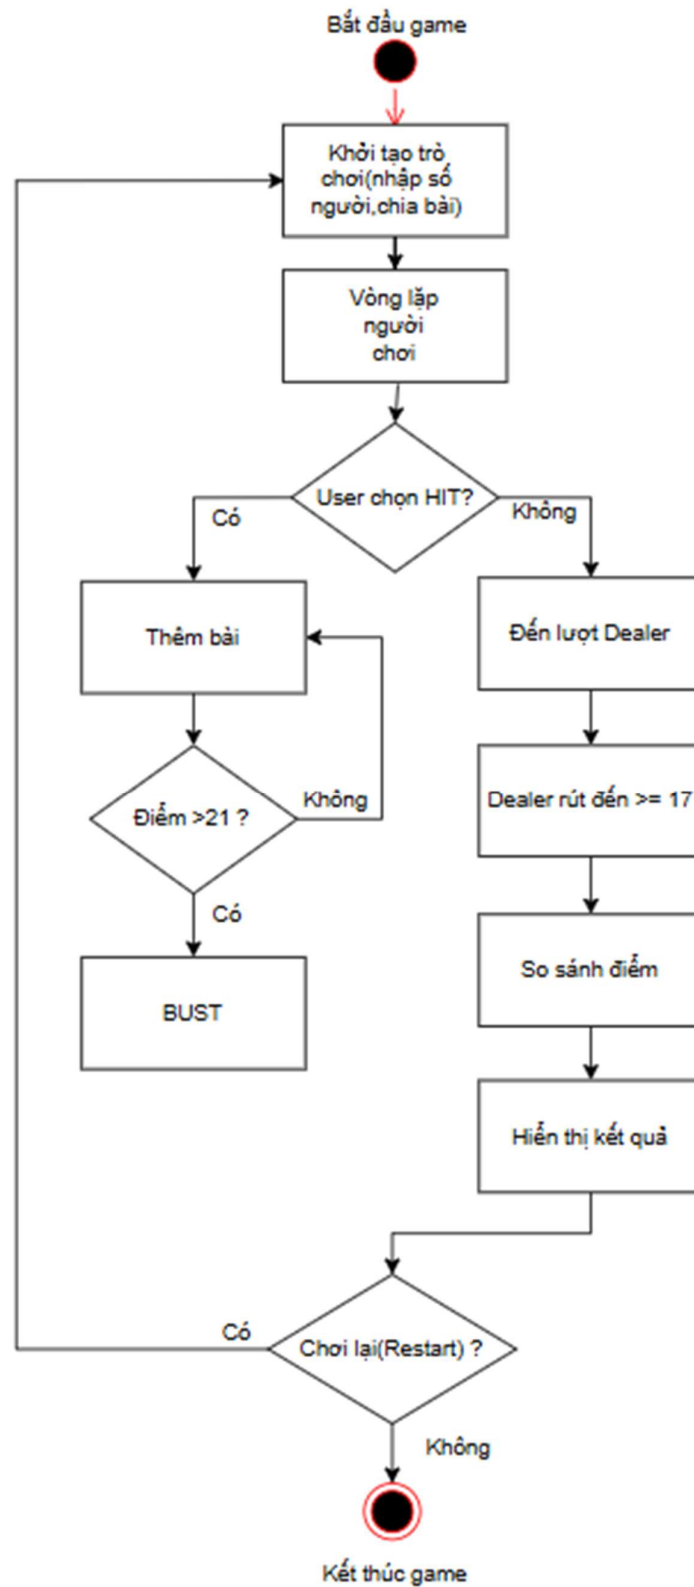 Bắt đầu game
Khởi tạo trò
chơi(nhập số
người,chia bài)
Vòng lặp
người
chơi
User chọn HIT?
Có
Không
Thêm bài
Đến lượt Dealer
Điểm >21 ?
Không
Dealer rút đến >= 17
Có
So sánh điểm
BUST
Hiển thị kết quả
Có
Chơi lại(Restart) ?
Không
Kết thúc game